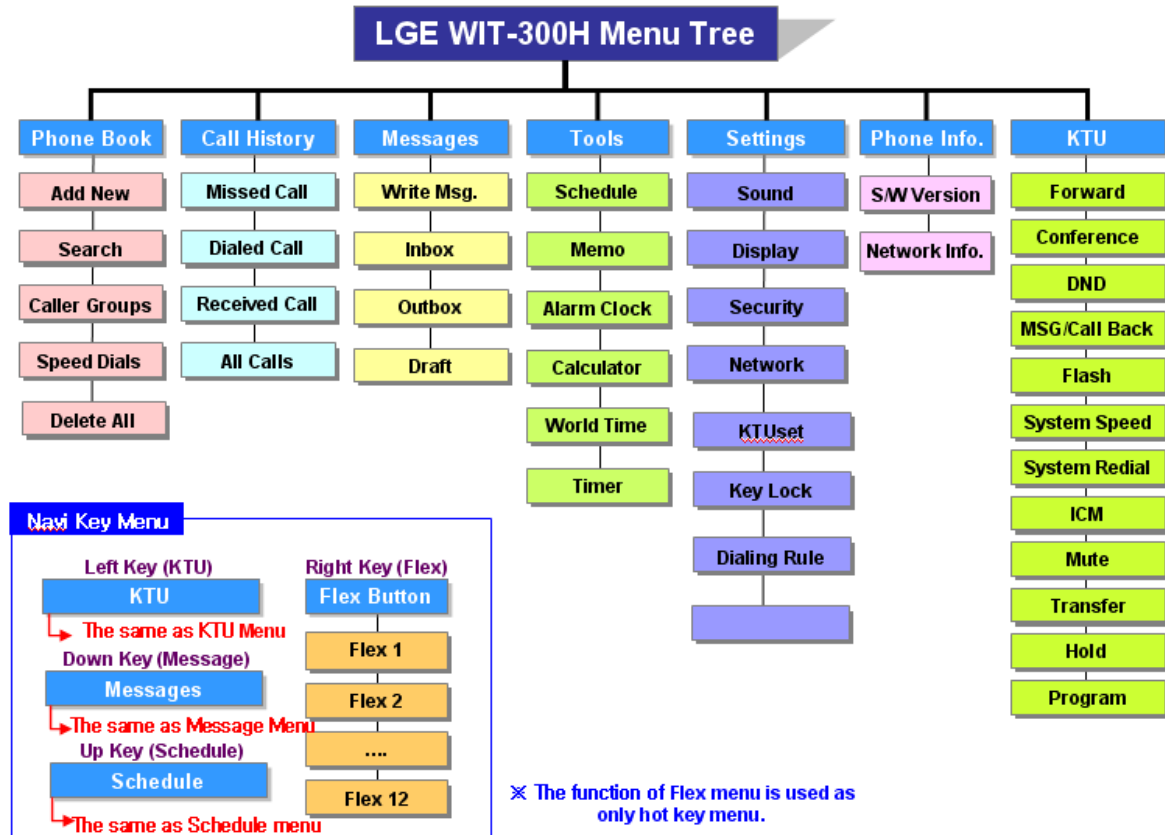 LGE WIT-300H Menu Tree
Phone Book
Add New
Search
Caller Groups
Speed Dials
Delete All
Call History
Missed Call
Dialed Call
Received Call
All Calls
Messages
Write Msg.
Inbox
Outbox
Draft
Tools
Schedule
Memo
Alarm Clock
Calculator
World Time
Timer
Settings
Sound
Display
Security
Network
KTUset
Key Lock
Dialing Rule
Phone Info.
S/W Version
Network Info.
KTU
Forward
Conference
DND
MSG/Call Back
Flash
System Speed
System Redial
ICM
Mute
Transfer
Hold
Program
Navi Key Menu
Left Key (KTU)
KTU
The same as KTU Menu
Down Key (Message)
Messages
The same as Message Menu
Up Key (Schedule)
Schedule
The same as Schedule menu
Right Key (Flex)
Flex Button
Flex 1
Flex 2
....
Flex 12
※ The function of Flex menu is used as
only hot key menu.